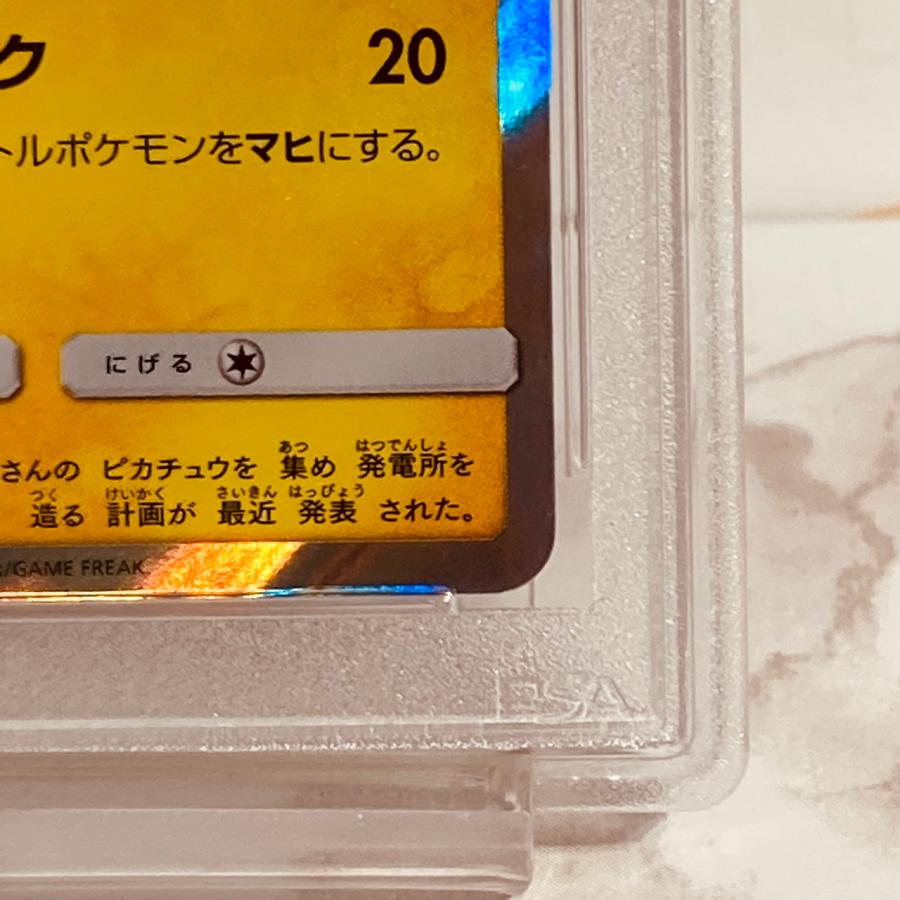 ク 20
トルポケモンをマヒにする。
にげる
さんの ピカチュウを 集め 発電所を
造る 計画が 最近 発表 された。
あつ はつでんしょ
つく けいかく さいきん はっぴょう
/GAME FREAK.
ESA